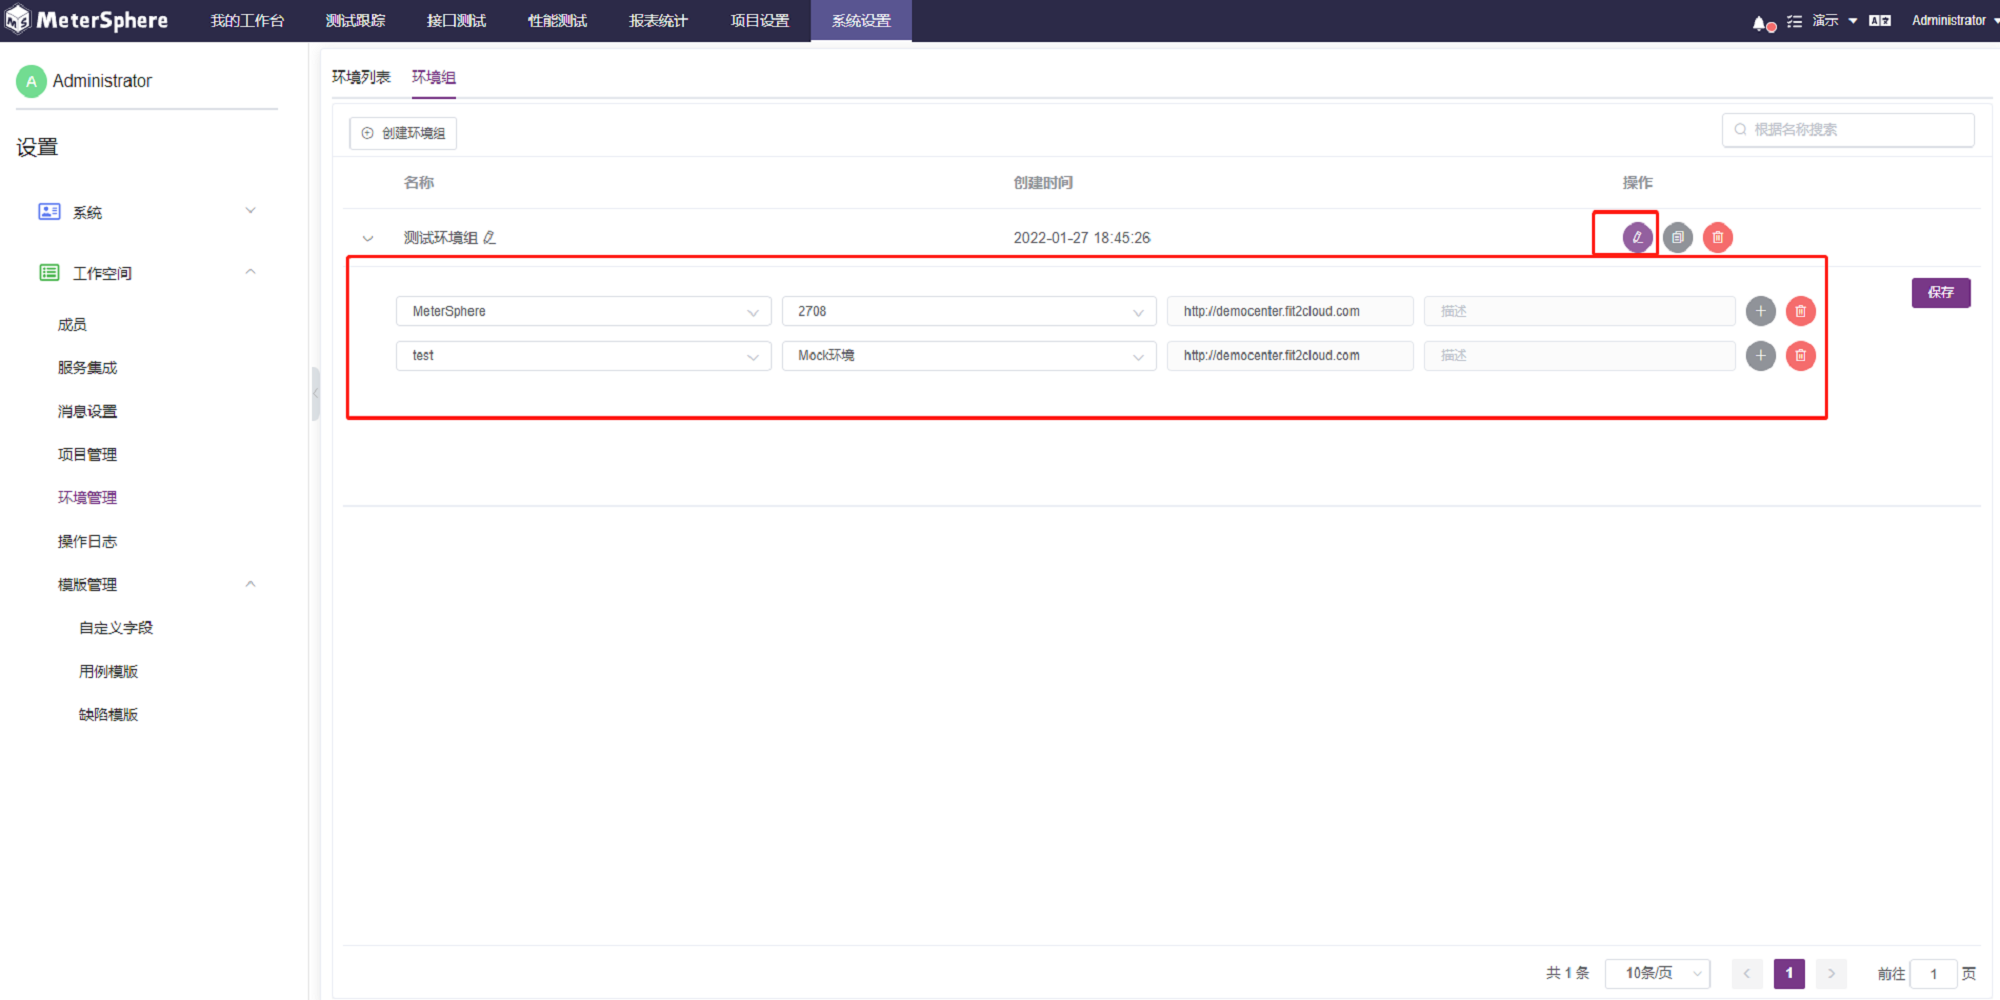 MeterSphere 我的工作台 测试跟踪 接口测试 性能测试 报表统计 项目设置 系统设置 演示 Administrator
A Administrator
设置
系统
工作空间
成员
服务集成
消息设置
项目管理
环境管理
操作日志
模版管理
自定义字段
用例模版
缺陷模版
环境列表 环境组
创建环境组 根据名称搜索
名称 创建时间 操作
测试环境组 2022-01-27 18:45:26
保存
MeterSphere 2708 http://democenter.fit2cloud.com 描述
test Mock环境 http://democenter.fit2cloud.com 描述
共 1 条 10条/页 1 前往 1 页